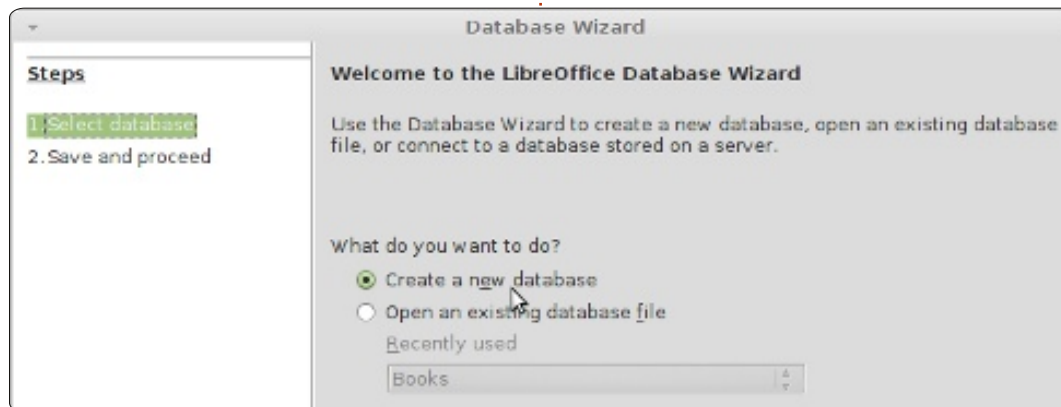 Database Wizard
Steps
1.Select database
2.Save and proceed
Welcome to the LibreOffice Database Wizard
Use the Database Wizard to create a new database, open an existing database
file, or connect to a database stored on a server.
What do you want to do?
Create a new database
Open an existing database file
Recently used
Books